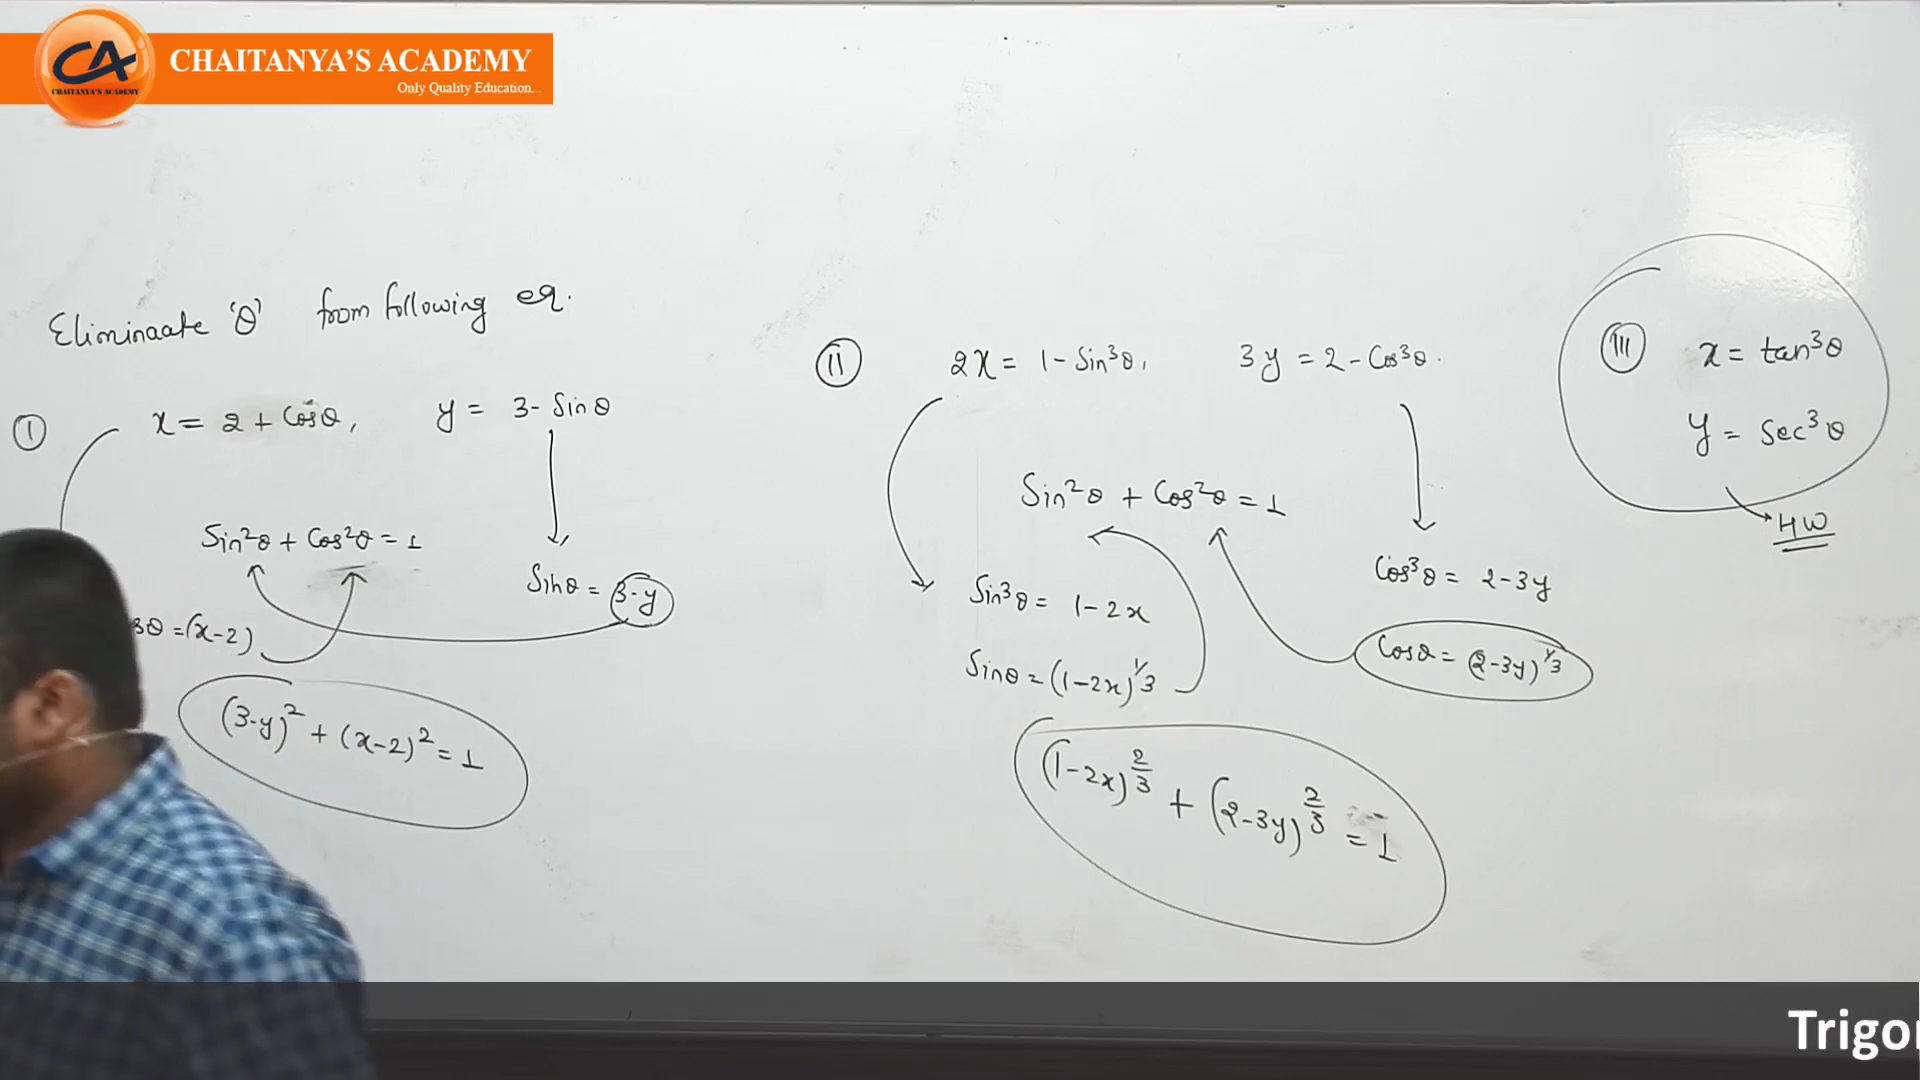 CHAITANYA'S ACADEMY
Only Quality Education...
CA
CHAITANYA'S ACADEMY
Eliminaate 'θ' from following eq.
I x = 2 + Cosθ, y = 3 - Sinθ
Sin²θ + Cos²θ = 1
Sinθ = 3-y
sθ = (x-2)
(3-y)² + (x-2)² = 1
II 2x = 1 - Sin³θ, 3y = 2 - Cos³θ.
Sin²θ + Cos²θ = 1
Sin³θ = 1-2x
Cos³θ = 2-3y
Sinθ = (1-2x)^1/3
Cosθ = (2-3y)^1/3
(1-2x)^2/3 + (2-3y)^2/3 = 1
III x = tan³θ
y = Sec³θ
HW
Trigo